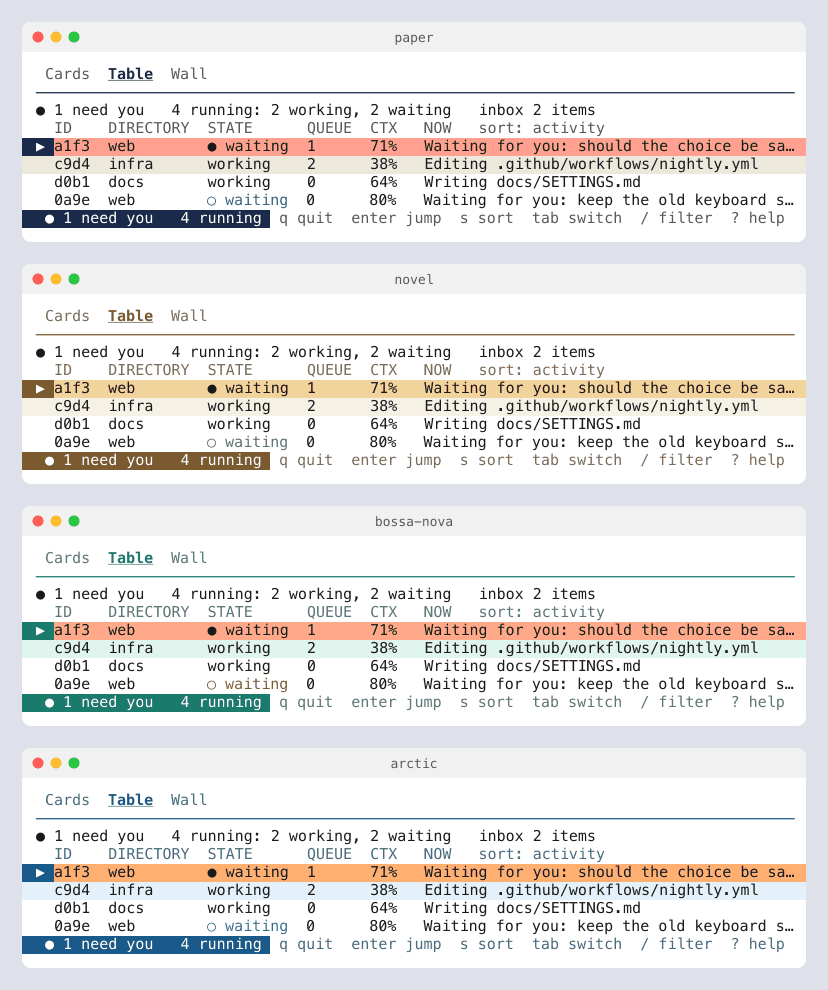 paper
Cards Table Wall
● 1 need you 4 running: 2 working, 2 waiting inbox 2 items
ID DIRECTORY STATE QUEUE CTX NOW sort: activity
▶ a1f3 web ● waiting 1 71% Waiting for you: should the choice be sa…
c9d4 infra working 2 38% Editing .github/workflows/nightly.yml
d0b1 docs working 0 64% Writing docs/SETTINGS.md
0a9e web ○ waiting 0 80% Waiting for you: keep the old keyboard s…
● 1 need you 4 running q quit enter jump s sort tab switch / filter ? help
novel
Cards Table Wall
● 1 need you 4 running: 2 working, 2 waiting inbox 2 items
ID DIRECTORY STATE QUEUE CTX NOW sort: activity
▶ a1f3 web ● waiting 1 71% Waiting for you: should the choice be sa…
c9d4 infra working 2 38% Editing .github/workflows/nightly.yml
d0b1 docs working 0 64% Writing docs/SETTINGS.md
0a9e web ○ waiting 0 80% Waiting for you: keep the old keyboard s…
● 1 need you 4 running q quit enter jump s sort tab switch / filter ? help
bossa-nova
Cards Table Wall
● 1 need you 4 running: 2 working, 2 waiting inbox 2 items
ID DIRECTORY STATE QUEUE CTX NOW sort: activity
▶ a1f3 web ● waiting 1 71% Waiting for you: should the choice be sa…
c9d4 infra working 2 38% Editing .github/workflows/nightly.yml
d0b1 docs working 0 64% Writing docs/SETTINGS.md
0a9e web ○ waiting 0 80% Waiting for you: keep the old keyboard s…
● 1 need you 4 running q quit enter jump s sort tab switch / filter ? help
arctic
Cards Table Wall
● 1 need you 4 running: 2 working, 2 waiting inbox 2 items
ID DIRECTORY STATE QUEUE CTX NOW sort: activity
▶ a1f3 web ● waiting 1 71% Waiting for you: should the choice be sa…
c9d4 infra working 2 38% Editing .github/workflows/nightly.yml
d0b1 docs working 0 64% Writing docs/SETTINGS.md
0a9e web ○ waiting 0 80% Waiting for you: keep the old keyboard s…
● 1 need you 4 running q quit enter jump s sort tab switch / filter ? help